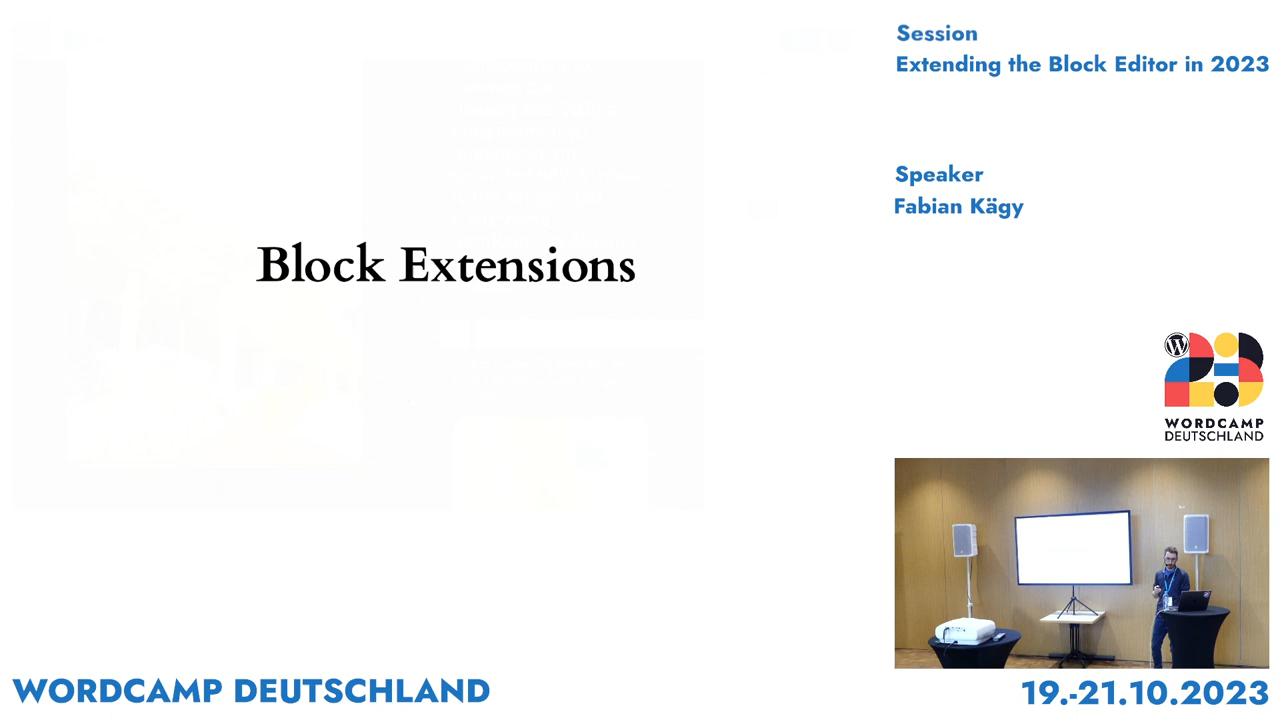 Session
Extending the Block Editor in 2023
Speaker
Fabian Kägy
Block Extensions
WORDCAMP
DEUTSCHLAND
WORDCAMP DEUTSCHLAND
19.-21.10.2023